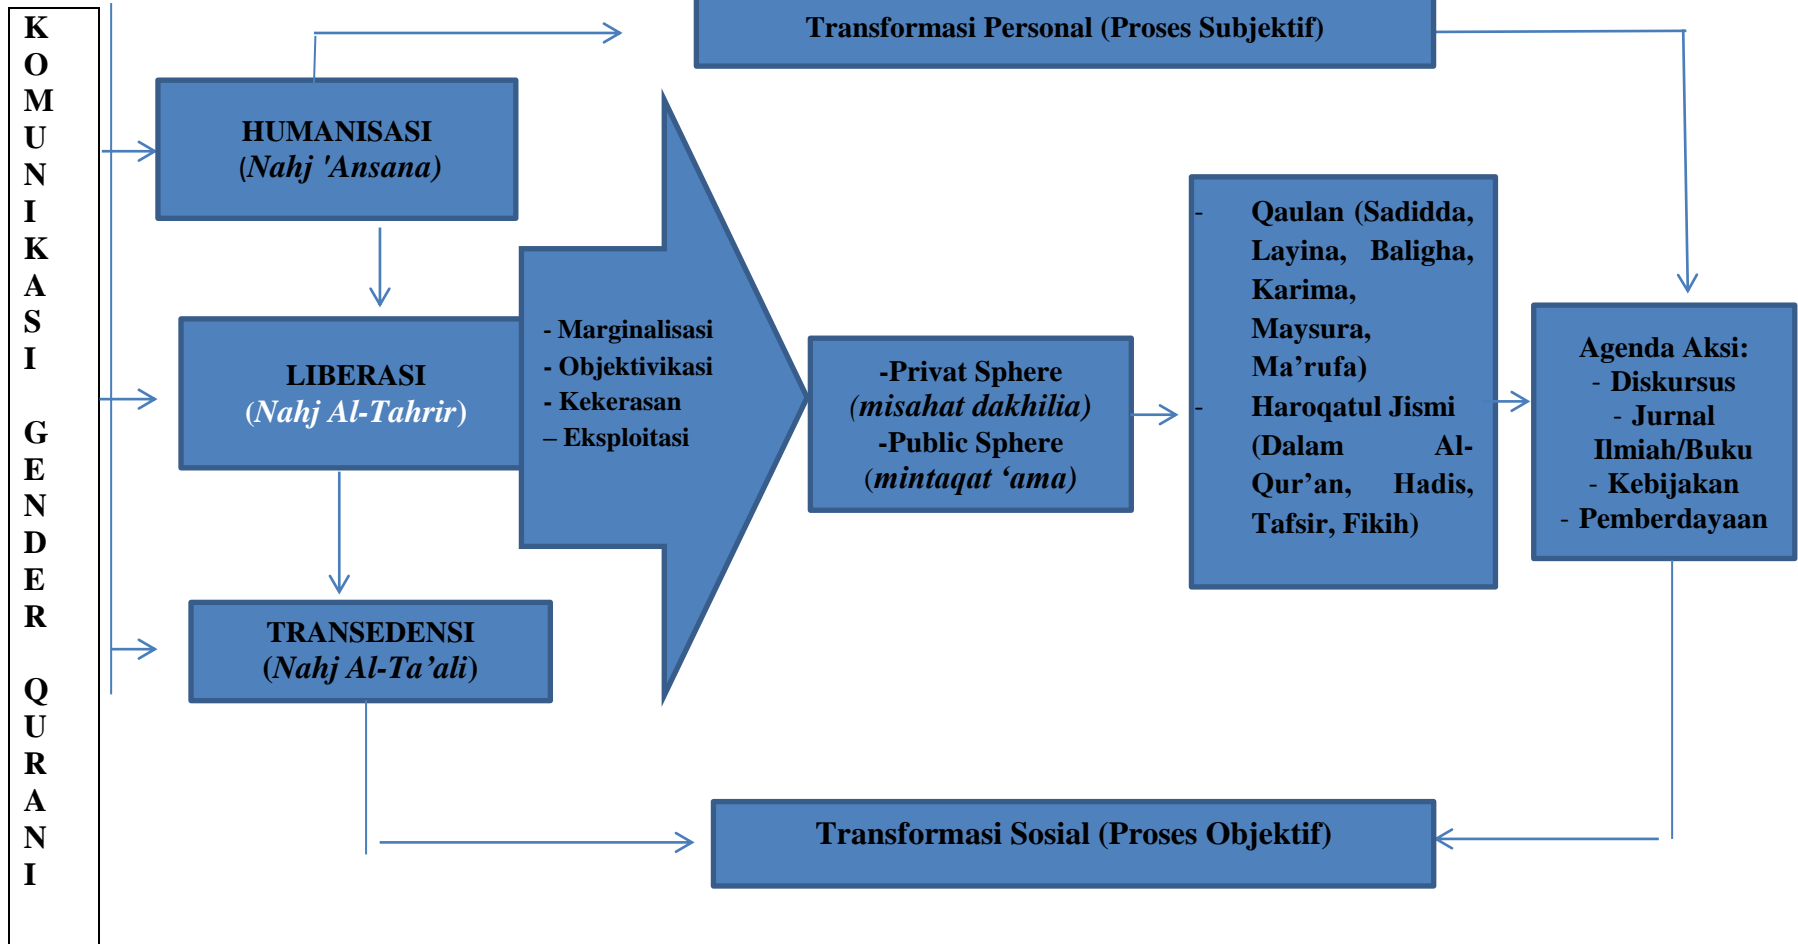 KOMUNIKASI GENDER QURANI
Transformasi Personal (Proses Subjektif)
HUMANISASI
(Nahj 'Ansana)
LIBERASI
(Nahj Al-Tahrir)
TRANSEDENSI
(Nahj Al-Ta’ali)
- Marginalisasi
- Objektivikasi
- Kekerasan
– Eksploitasi
-Privat Sphere
(misahat dakhilia)
-Public Sphere
(mintaqat ‘ama)
- Qaulan (Sadidda,
Layina, Baligha,
Karima,
Maysura,
Ma’rufa)
- Haroqatul Jismi
(Dalam Al-
Qur’an, Hadis,
Tafsir, Fikih)
Agenda Aksi:
- Diskursus
- Jurnal
Ilmiah/Buku
- Kebijakan
- Pemberdayaan
Transformasi Sosial (Proses Objektif)